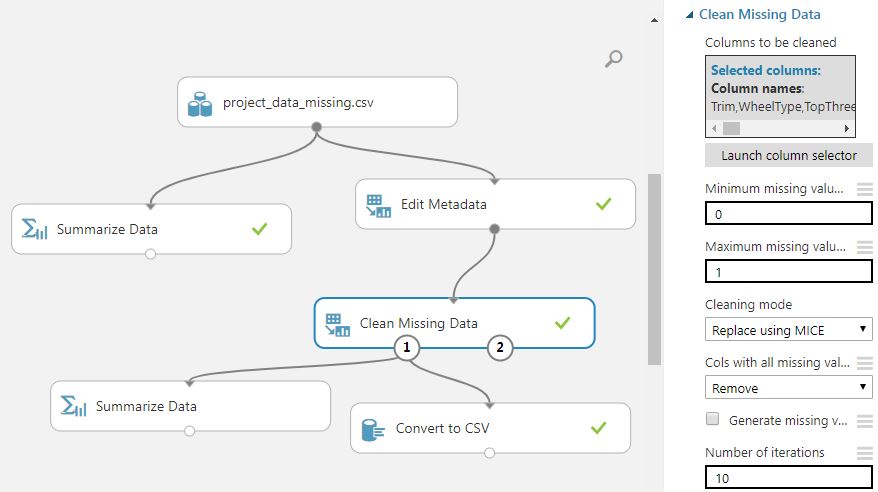 project_data_missing.csv
Summarize Data
Edit Metadata
Clean Missing Data
1
2
Summarize Data
Convert to CSV
Clean Missing Data
Columns to be cleaned
Selected columns:
Column names:
Trim,WheelType,TopThree
Launch column selector
Minimum missing valu...
0
Maximum missing valu...
1
Cleaning mode
Replace using MICE
Cols with all missing val...
Remove
Generate missing v...
Number of iterations
10